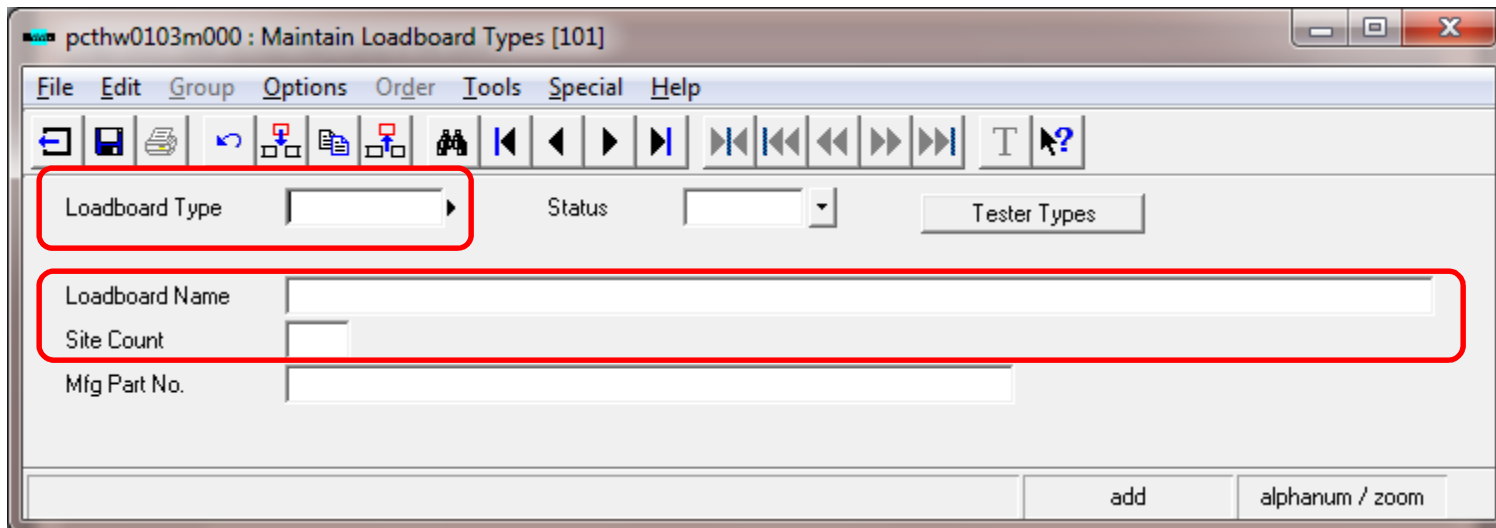 pcthw0103m000 : Maintain Loadboard Types [101]
File Edit Group Options Order Tools Special Help
T ?
Loadboard Type Status Tester Types
Loadboard Name
Site Count
Mfg Part No.
add alphanum / zoom